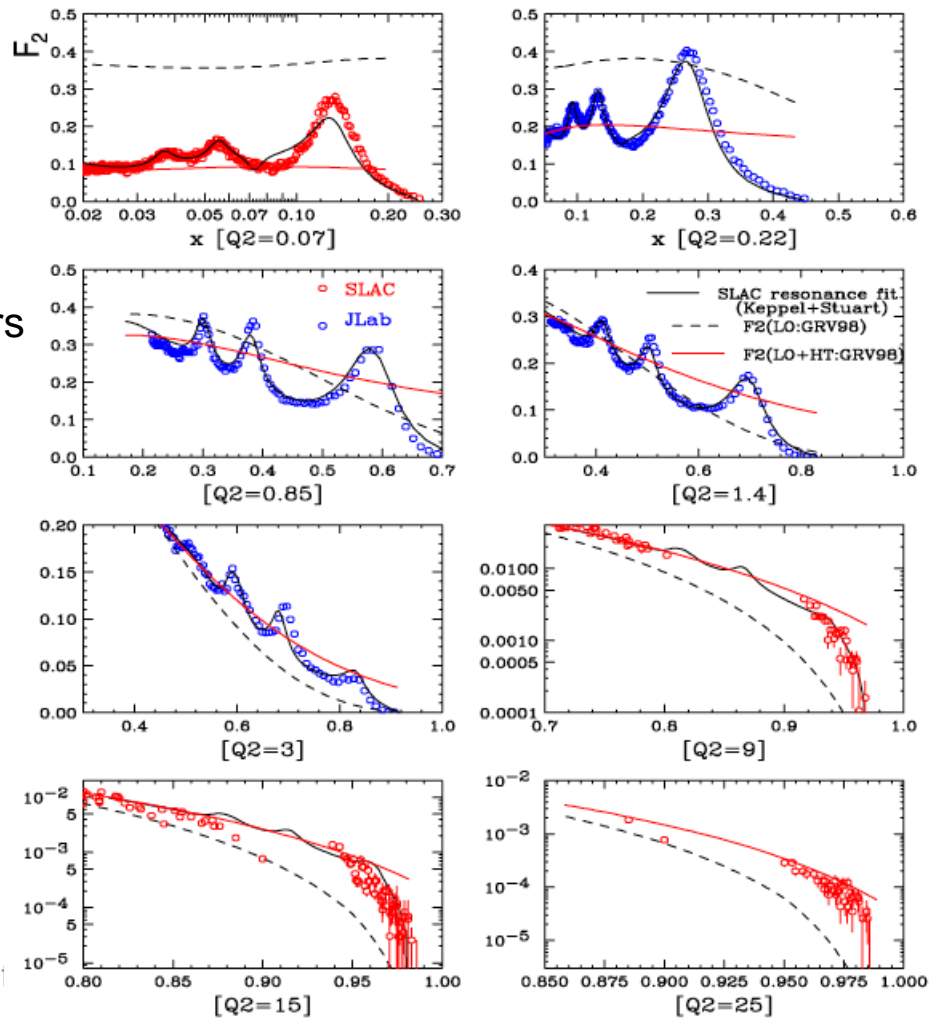 F2
0.5
0.4
0.3
0.2
0.1
0.0
0.02 0.03 0.05 0.07 0.10 0.20 0.30
x [Q2=0.07]
0.5
0.4
0.3
0.2
0.1
0.0
0.1 0.2 0.3 0.4 0.5 0.6
x [Q2=0.22]
rs
0.5
0.4
0.3
0.2
0.1
0.0
SLAC
JLab
0.1 0.2 0.3 0.4 0.5 0.6 0.7
[Q2=0.85]
0.4
0.3
0.2
0.1
0.0
SLAC resonance fit
(Keppel+Stuart)
F2(LO:GRV98)
F2(LO+HT:GRV98)
0.4 0.6 0.8 1.0
[Q2=1.4]
0.20
0.15
0.10
0.05
0.00
0.4 0.6 0.8 1.0
[Q2=3]
0.0100
0.0050
0.0010
0.0005
0.0001
0.7 0.8 0.9 1.0
[Q2=9]
10-2
5
10-3
5
10-4
5
10-5
0.80 0.85 0.90 0.95 1.00
[Q2=15]
10-2
10-3
10-4
10-5
0.850 0.875 0.900 0.925 0.950 0.975 1.000
[Q2=25]